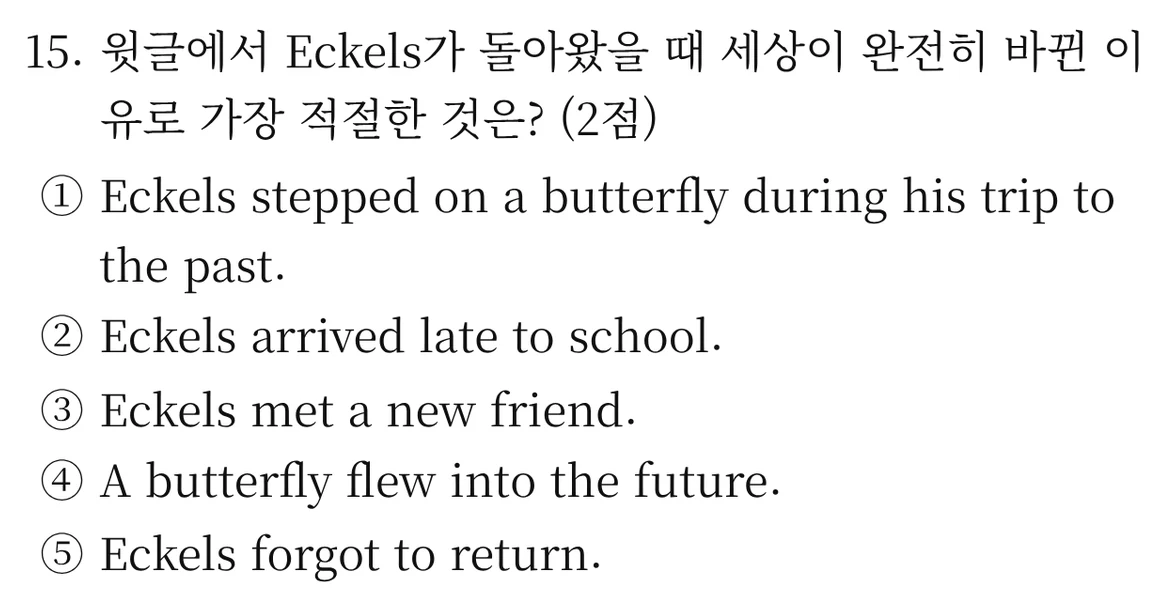 15. 윗글에서 Eckels가 돌아왔을 때 세상이 완전히 바뀐 이
유로 가장 적절한 것은? (2점)
① Eckels stepped on a butterfly during his trip to
the past.
② Eckels arrived late to school.
③ Eckels met a new friend.
④ A butterfly flew into the future.
⑤ Eckels forgot to return.